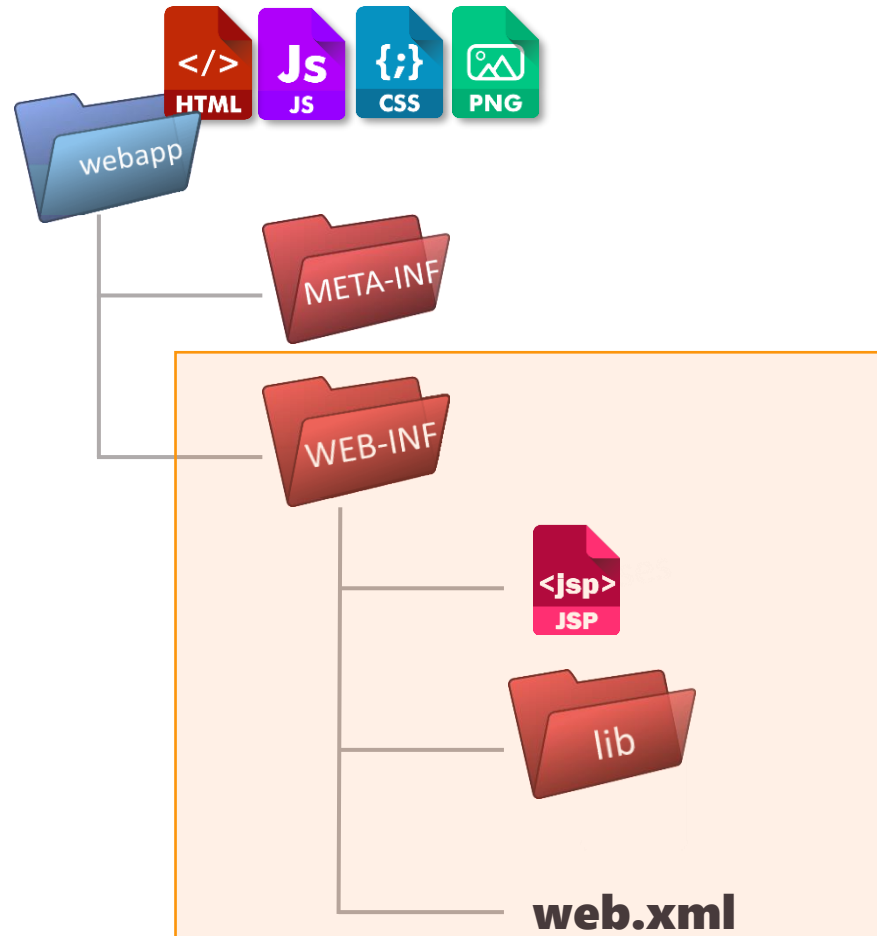 </>
HTML
Js
JS
{;}
CSS
PNG
webapp
META-INF
WEB-INF
<jsp>
JSP
lib
web.xml